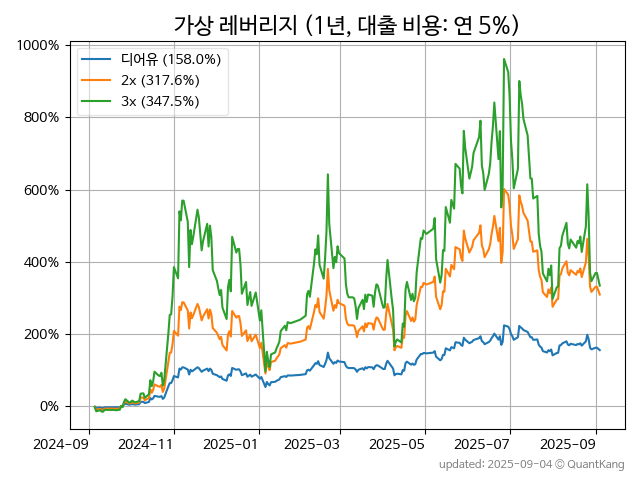 가상 레버리지 (1년, 대출 비용: 연 5%)
디어유 (158.0%)
2x (317.6%)
3x (347.5%)
1000%
800%
600%
400%
200%
0%
2024-09 2024-11 2025-01 2025-03 2025-05 2025-07 2025-09
updated: 2025-09-04 © QuantKang